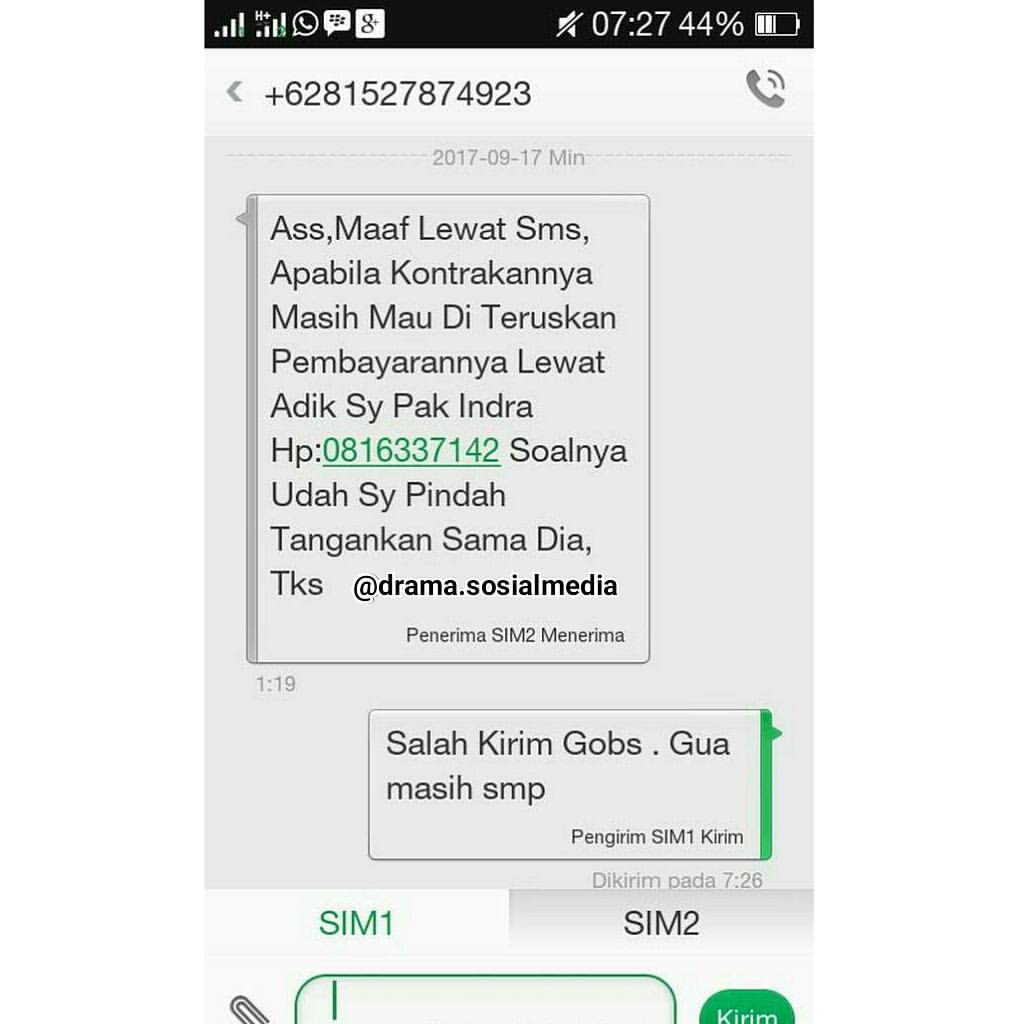 07:27 44%
+6281527874923
2017-09-17 Min
Ass,Maaf Lewat Sms,
Apabila Kontrakannya
Masih Mau Di Teruskan
Pembayarannya Lewat
Adik Sy Pak Indra
Hp:0816337142 Soalnya
Udah Sy Pindah
Tangankan Sama Dia,
Tks @drama.sosialmedia
Penerima SIM2 Menerima
1:19
Salah Kirim Gobs . Gua
masih smp
Pengirim SIM1 Kirim
Dikirim pada 7:26
SIM1 SIM2
Kirim